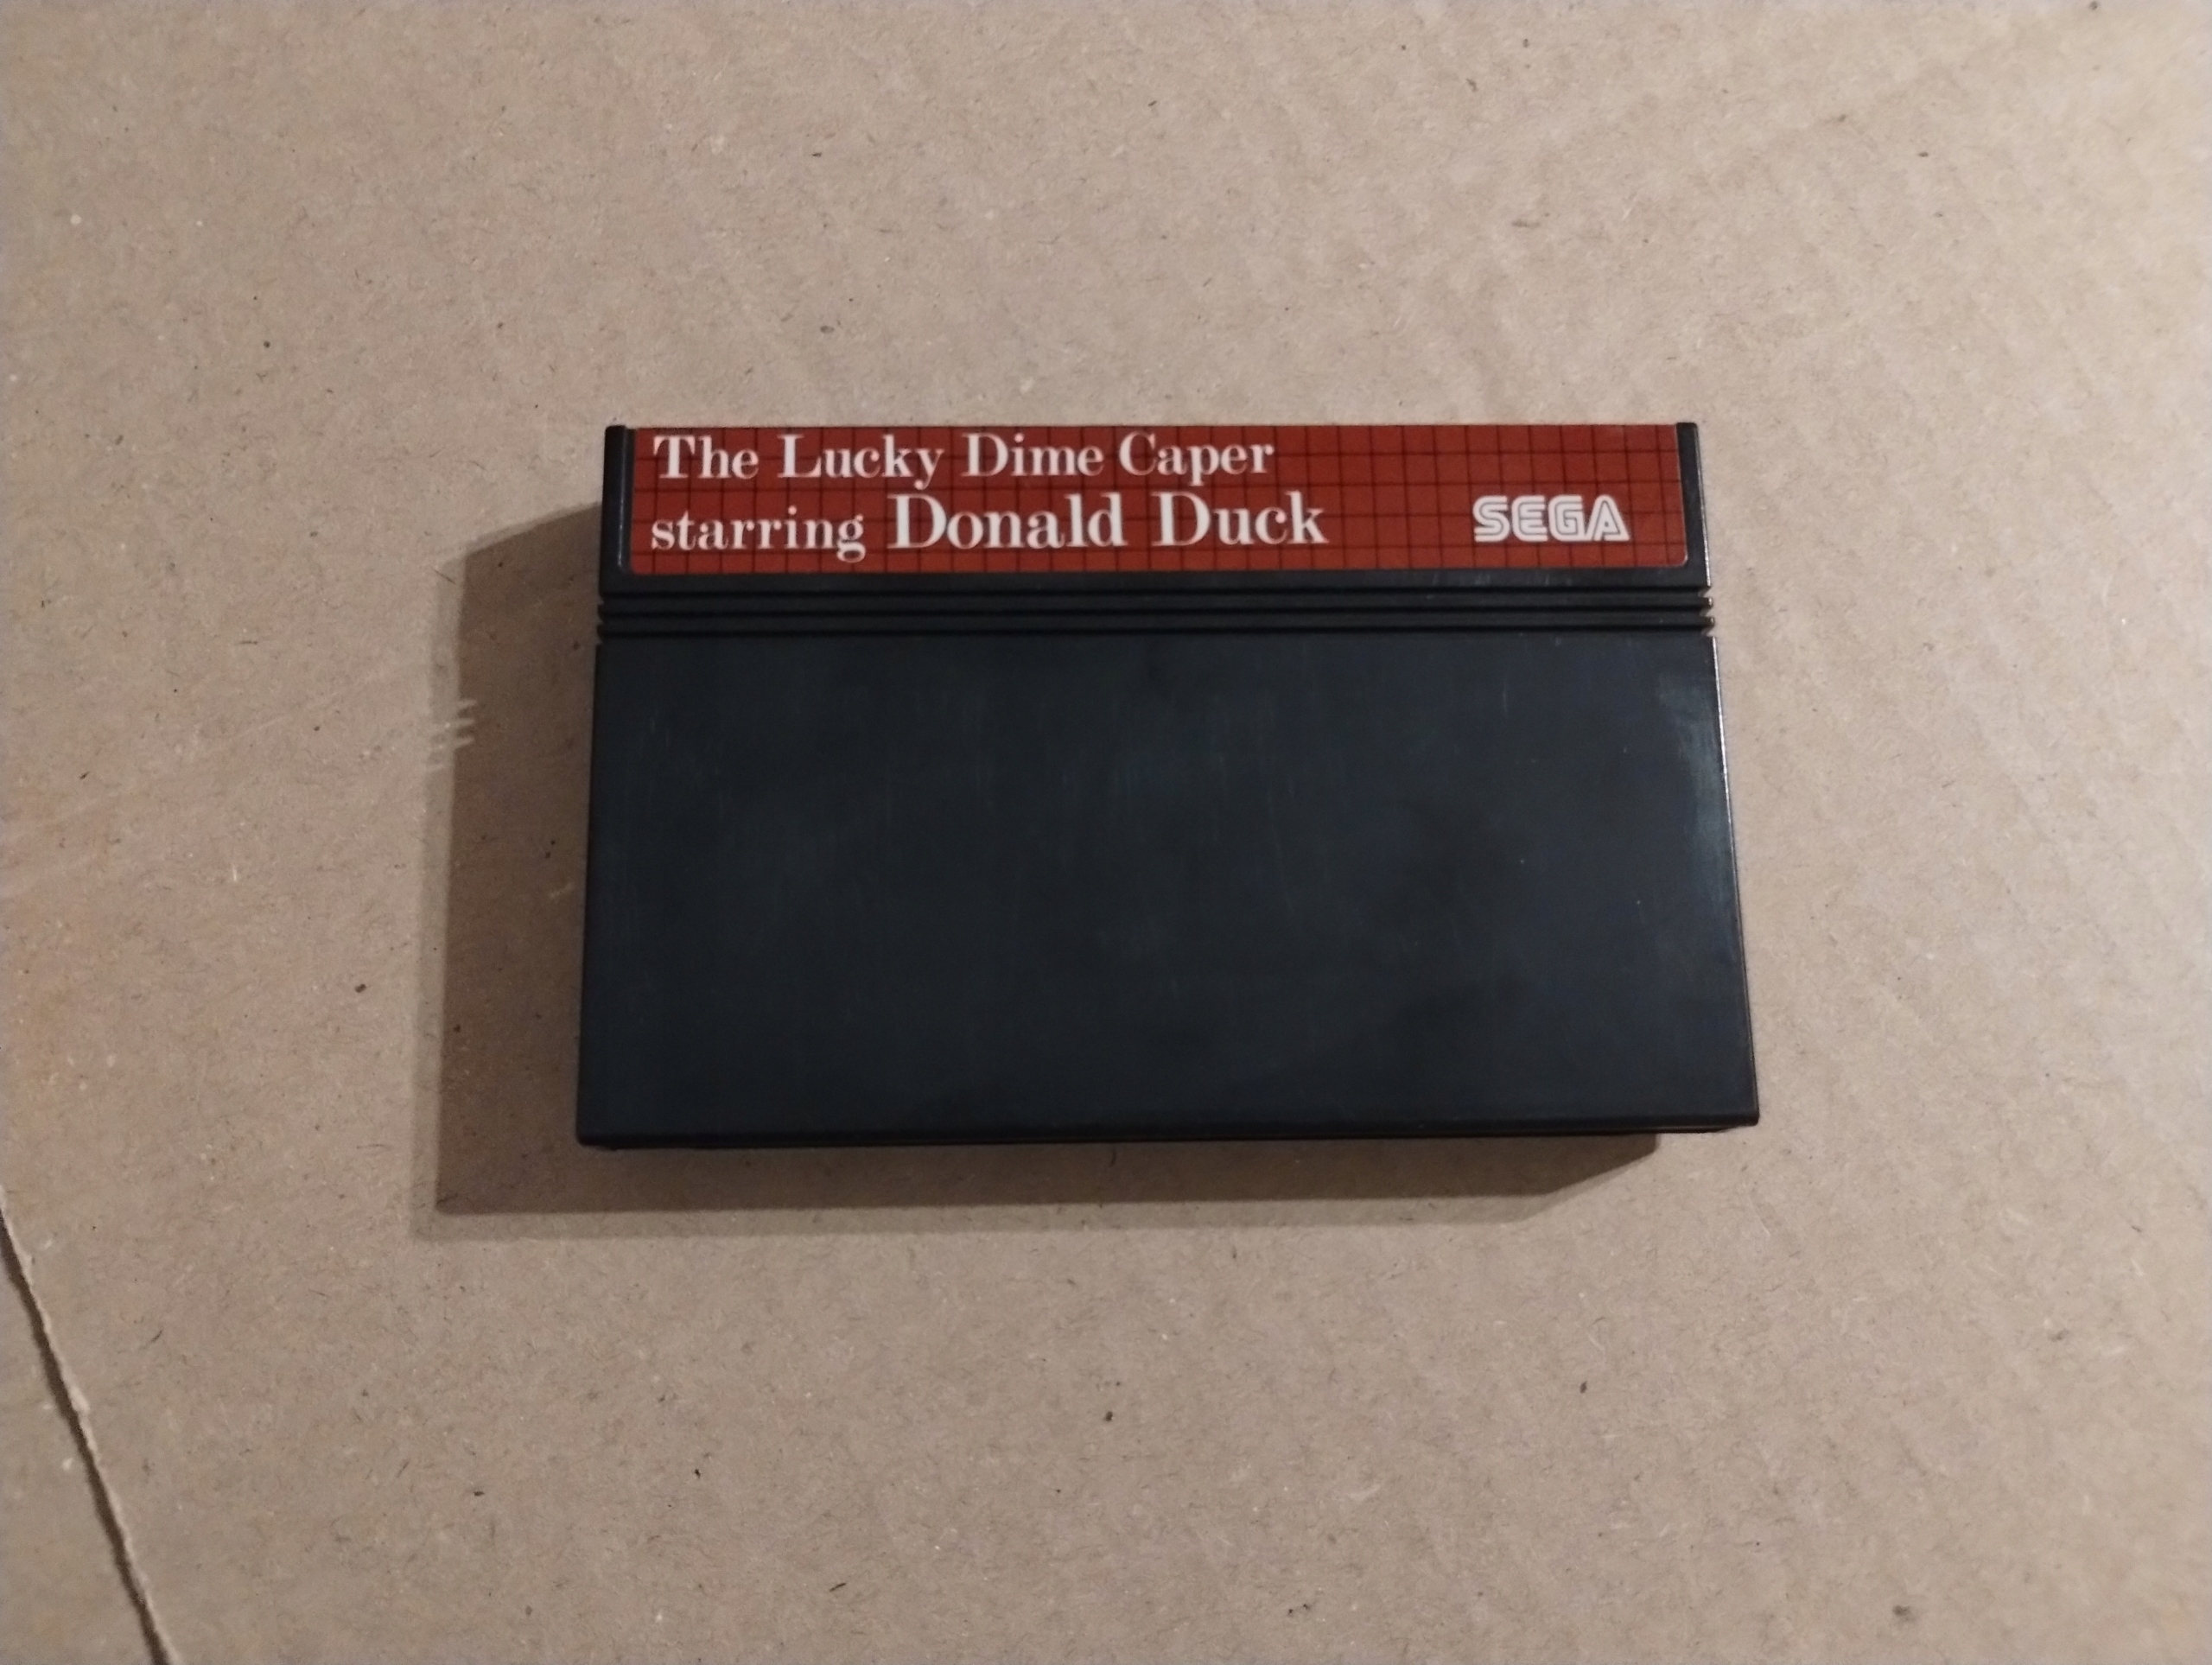 The Lucky Dime Caper
starring Donald Duck
SEGA